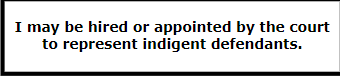 I may be hired or appointed by the court
to represent indigent defendants.